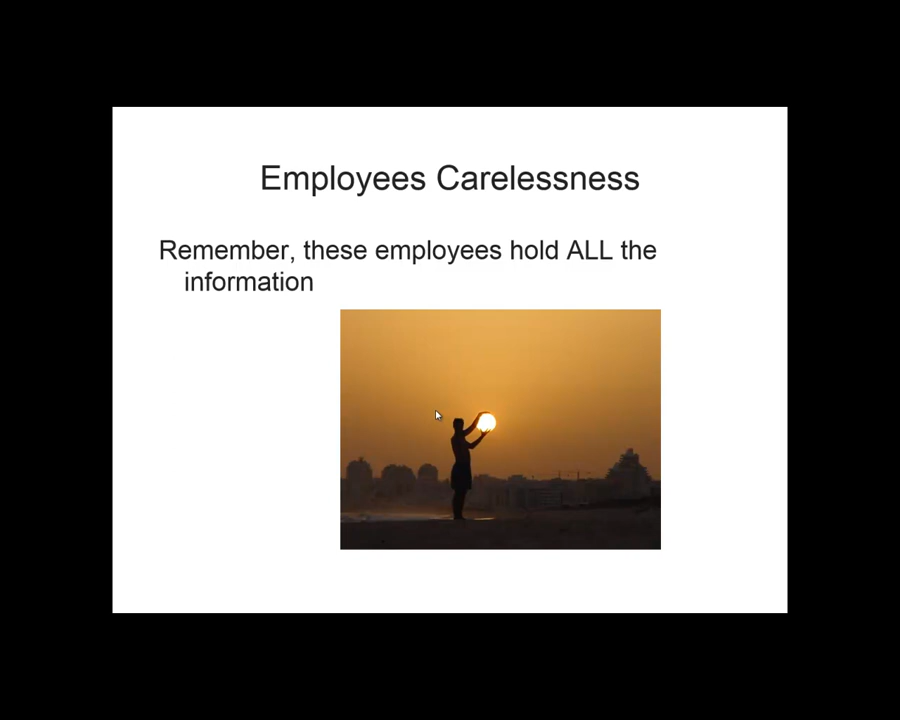 Employees Carelessness
Remember, these employees hold ALL the
information